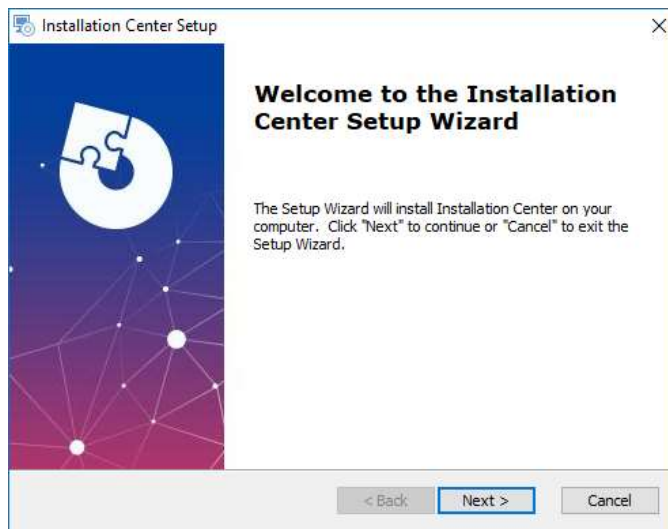 Installation Center Setup
Welcome to the Installation
Center Setup Wizard
The Setup Wizard will install Installation Center on your
computer. Click "Next" to continue or "Cancel" to exit the
Setup Wizard.
< Back Next > Cancel